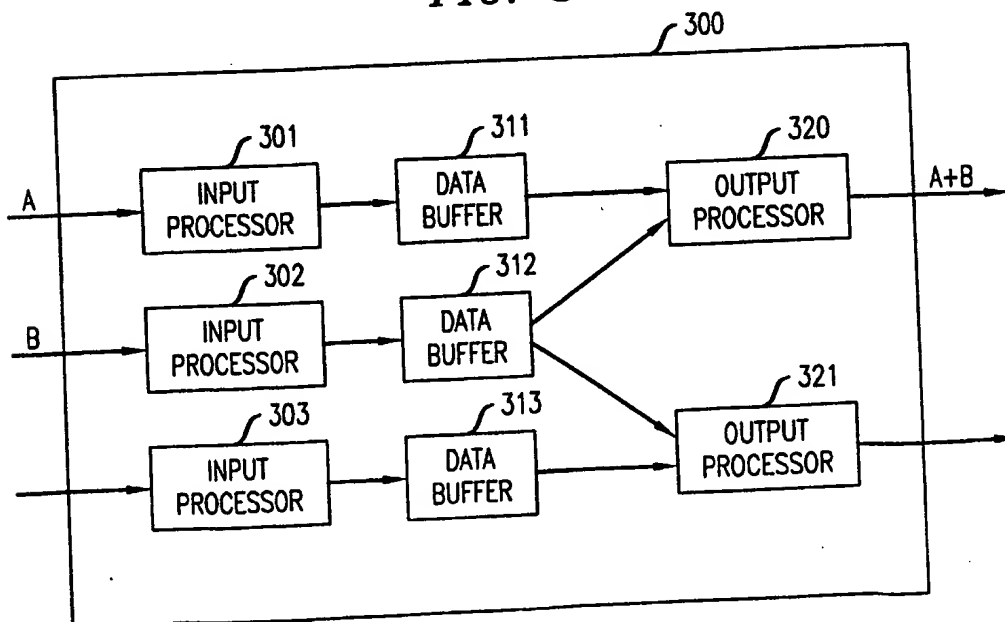 300
301
311
320
A
INPUT
PROCESSOR
DATA
BUFFER
OUTPUT
PROCESSOR
A+B
302
312
B
INPUT
PROCESSOR
DATA
BUFFER
321
303
313
OUTPUT
PROCESSOR
INPUT
PROCESSOR
DATA
BUFFER